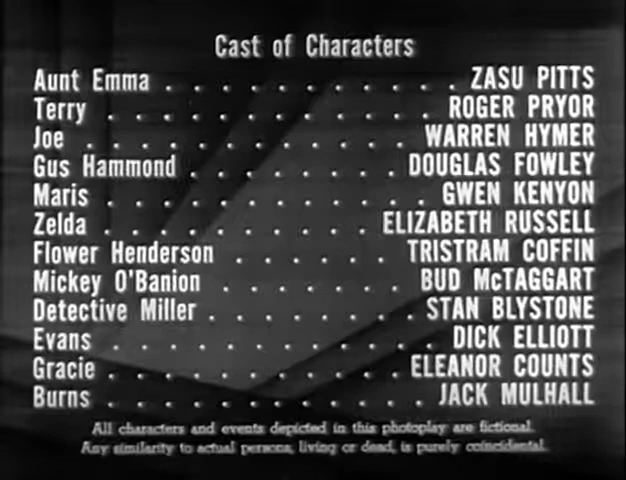 Cast of Characters
Aunt Emma . . . . . . . . . . . ZASU PITTS
Terry . . . . . . . . . . . . ROGER PRYOR
Joe . . . . . . . . . . . . WARREN HYMER
Gus Hammond . . . . . . . . DOUGLAS FOWLEY
Maris . . . . . . . . . . . . GWEN KENYON
Zelda . . . . . . . . . . ELIZABETH RUSSELL
Flower Henderson . . . . . . TRISTRAM COFFIN
Mickey O'Banion . . . . . . . BUD McTAGGART
Detective Miller . . . . . . . . STAN BLYSTONE
Evans . . . . . . . . . . . . DICK ELLIOTT
Gracie . . . . . . . . . . . ELEANOR COUNTS
Burns . . . . . . . . . . . . JACK MULHALL
All characters and events depicted in this photoplay are fictional.
Any similarity to actual persons, living or dead, is purely coincidental.